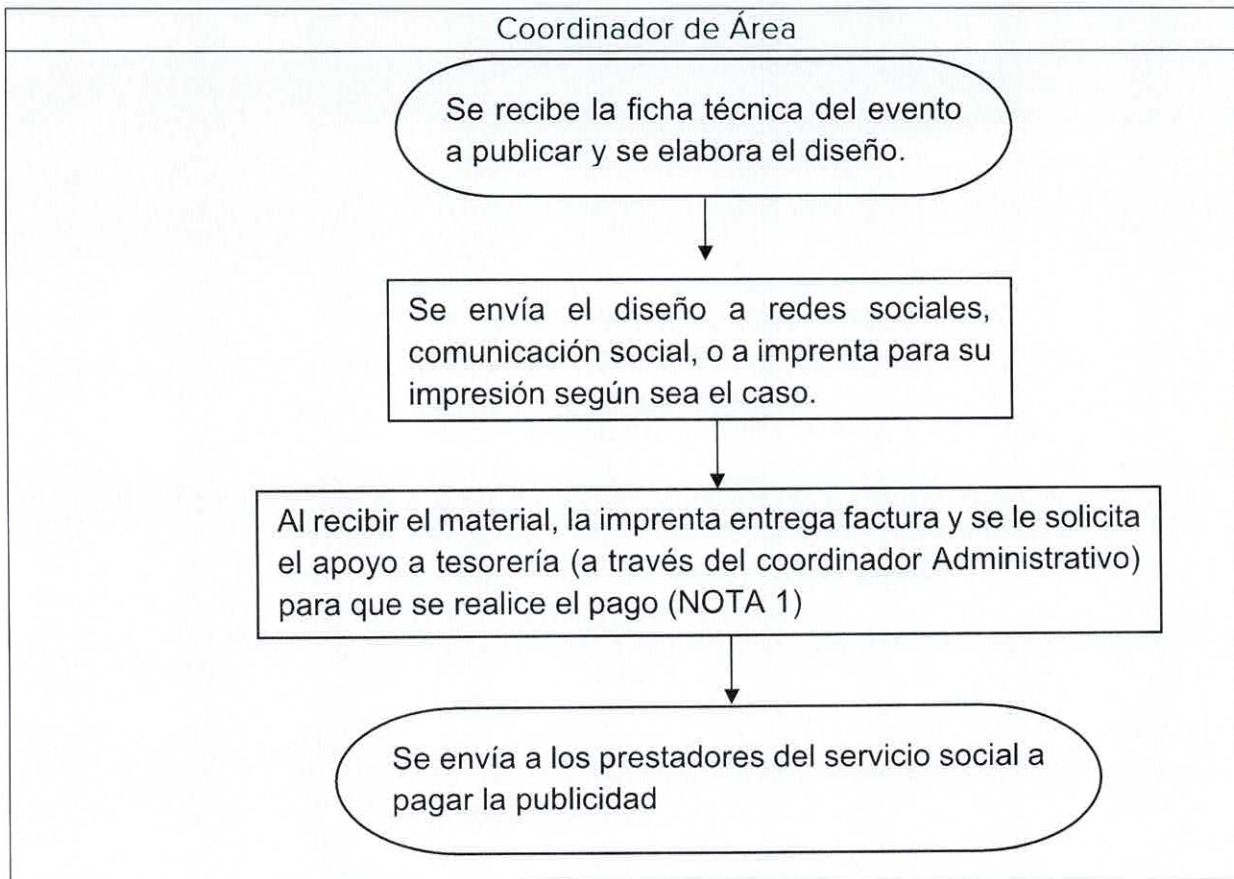 Coordinador de Área
Se recibe la ficha técnica del evento
a publicar y se elabora el diseño.
Se envía el diseño a redes sociales,
comunicación social, o a imprenta para su
impresión según sea el caso.
Al recibir el material, la imprenta entrega factura y se le solicita
el apoyo a tesorería (a través del coordinador Administrativo)
para que se realice el pago (NOTA 1)
Se envía a los prestadores del servicio social a
pagar la publicidad